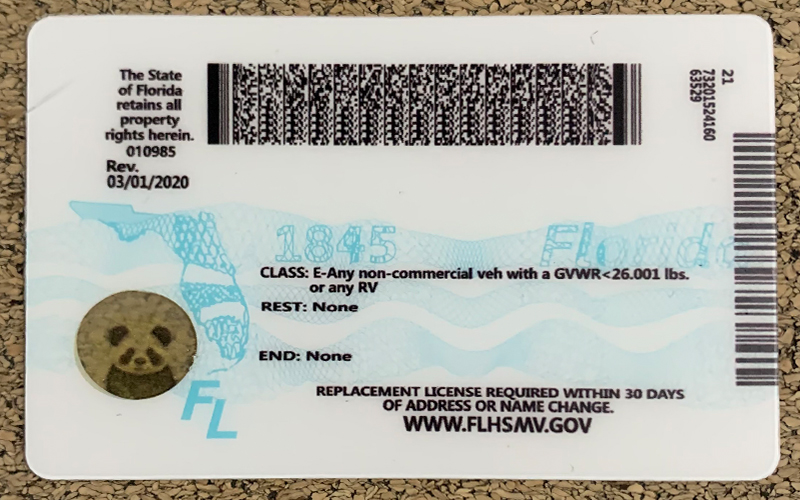 The State
of Florida
retains all
property
rights herein.
010985
Rev.
03/01/2020
21
73201524160
63529
1845
Florida
CLASS: E-Any non-commercial veh with a GVWR<26.001 lbs.
or any RV
REST: None
END: None
FL
REPLACEMENT LICENSE REQUIRED WITHIN 30 DAYS
OF ADDRESS OR NAME CHANGE.
WWW.FLHSMV.GOV